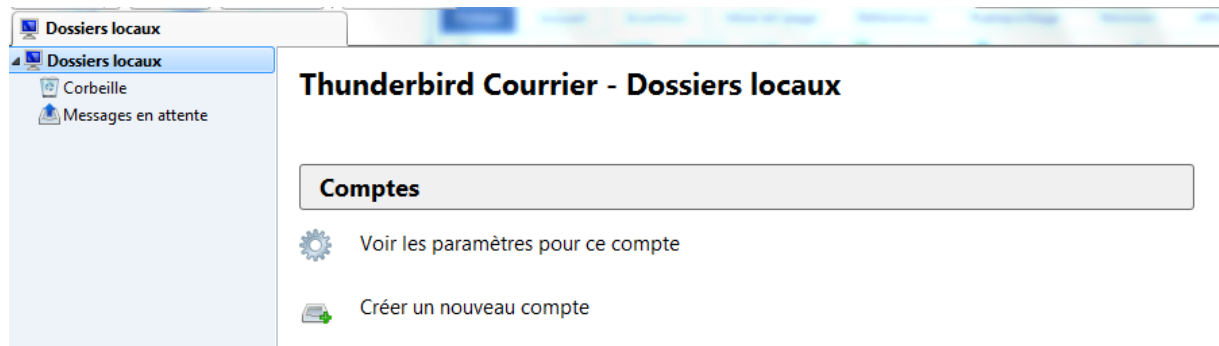 Dossiers locaux
Dossiers locaux
Corbeille
Messages en attente
Thunderbird Courrier - Dossiers locaux
Comptes
Voir les paramètres pour ce compte
Créer un nouveau compte